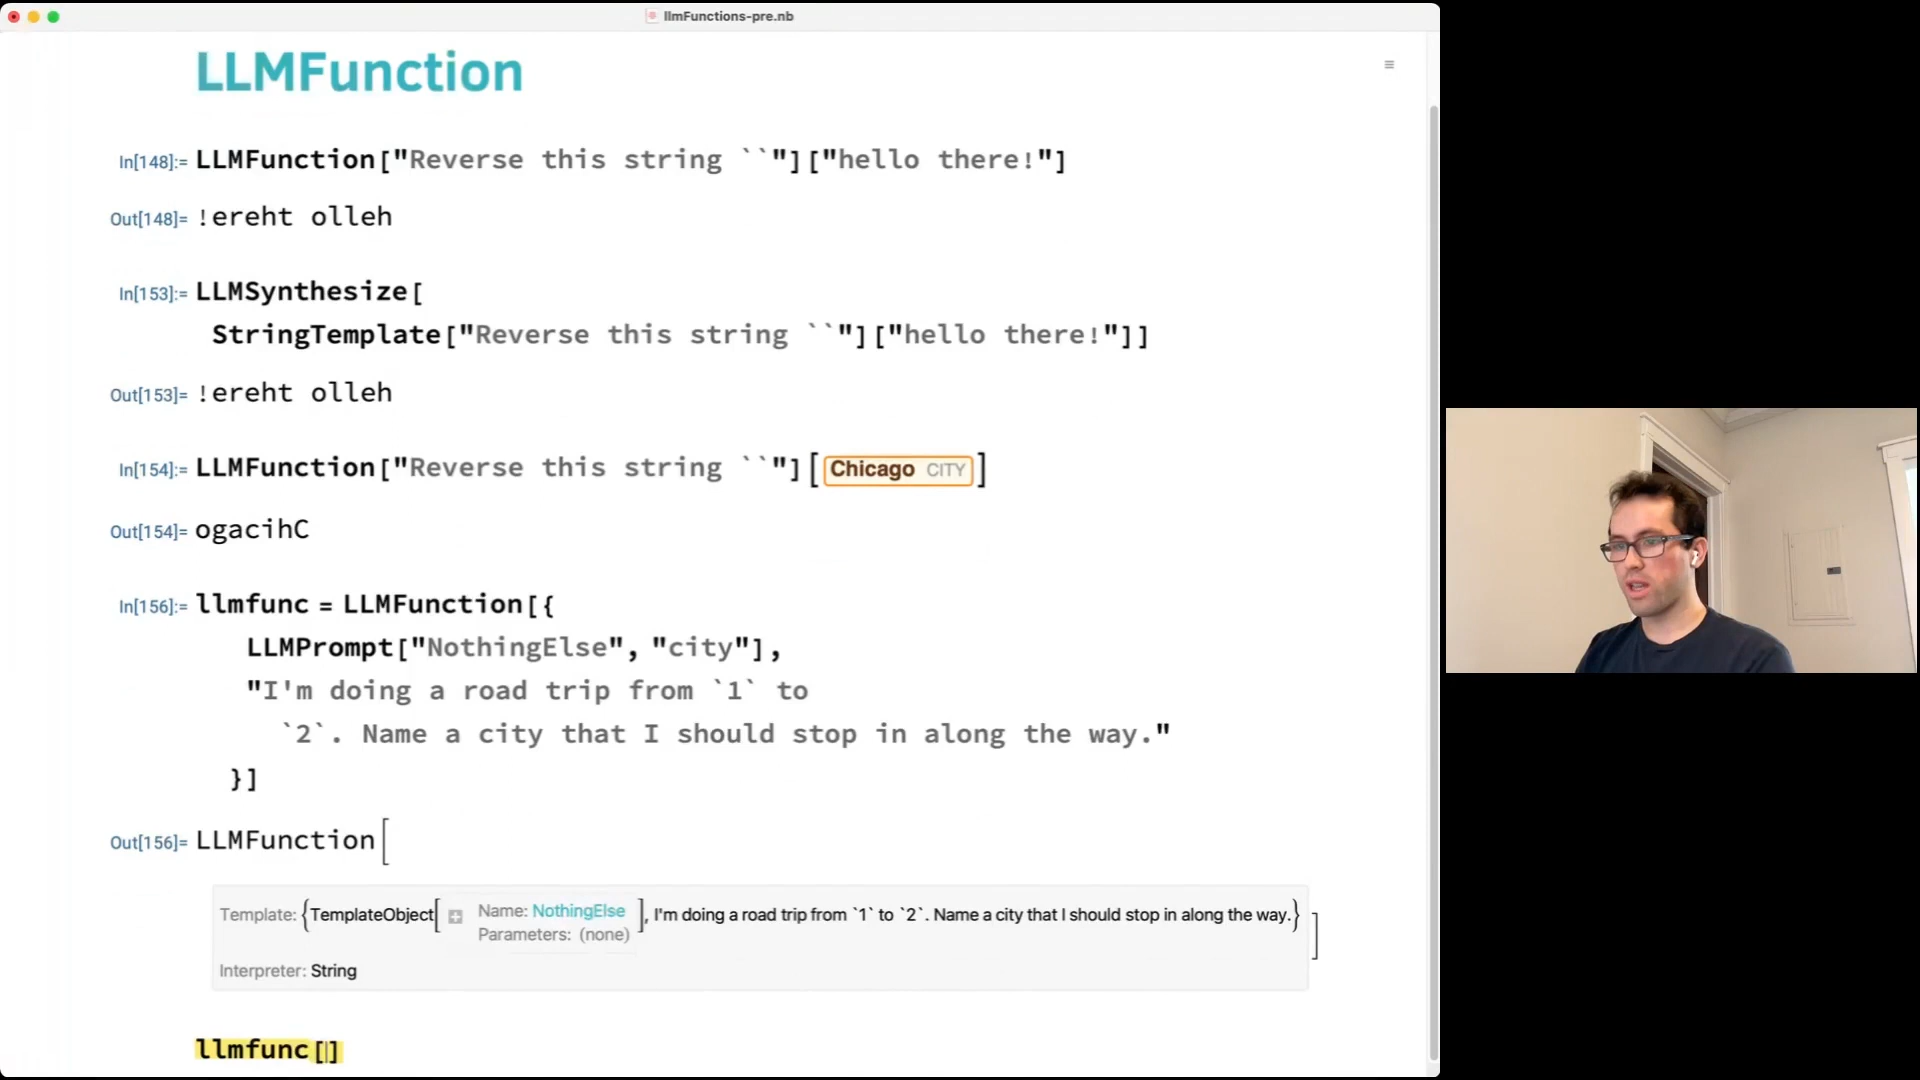 llmFunctions-pre.nb
LLMFunction
In[148]:= LLMFunction["Reverse this string ``"]["hello there!"]
Out[148]= !ereht olleh
In[153]:= LLMSynthesize[
StringTemplate["Reverse this string ``"]["hello there!"]]
Out[153]= !ereht olleh
In[154]:= LLMFunction["Reverse this string ``"][Chicago CITY]
Out[154]= ogacihC
In[156]:= llmfunc = LLMFunction[{
LLMPrompt["NothingElse", "city"],
"I'm doing a road trip from `1` to
`2`. Name a city that I should stop in along the way."
}]
Out[156]= LLMFunction[
Template: {TemplateObject[ Name: NothingElse
Parameters: (none) ], I'm doing a road trip from `1` to `2`. Name a city that I should stop in along the way.} ]
Interpreter: String
llmfunc[]